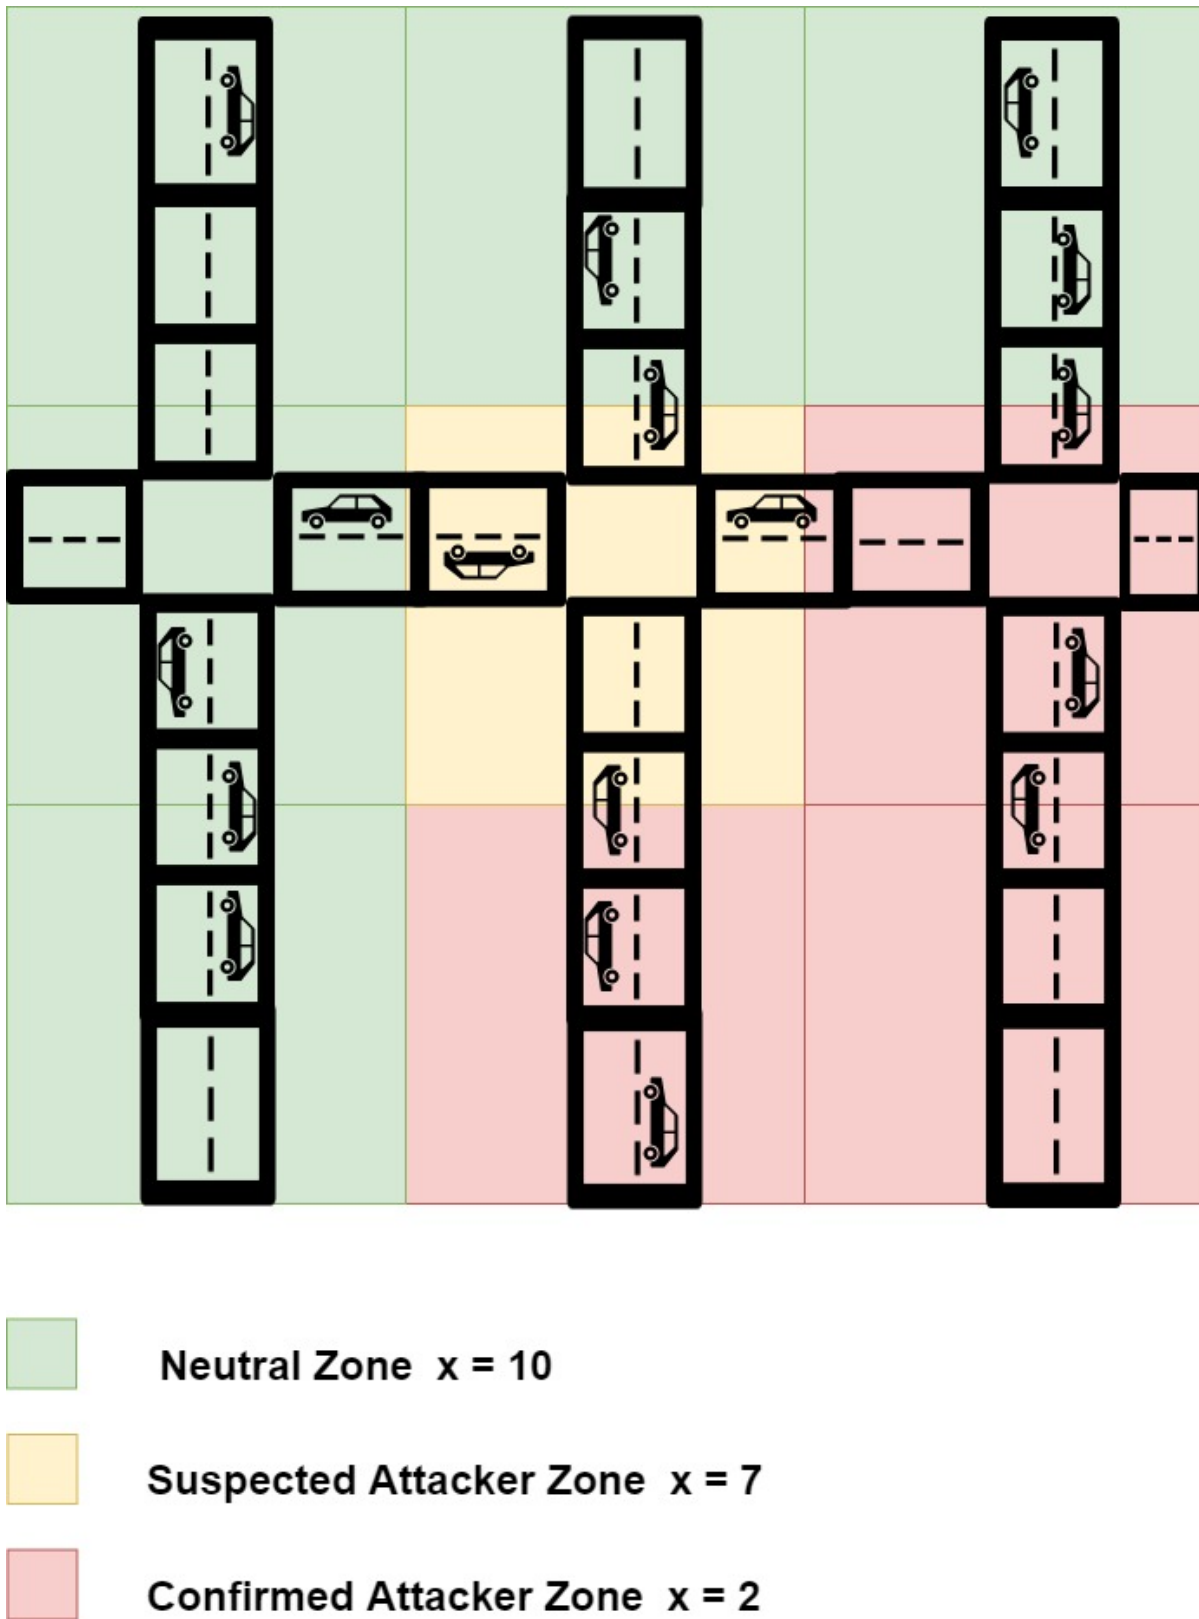 Neutral Zone x = 10
Suspected Attacker Zone x = 7
Confirmed Attacker Zone x = 2